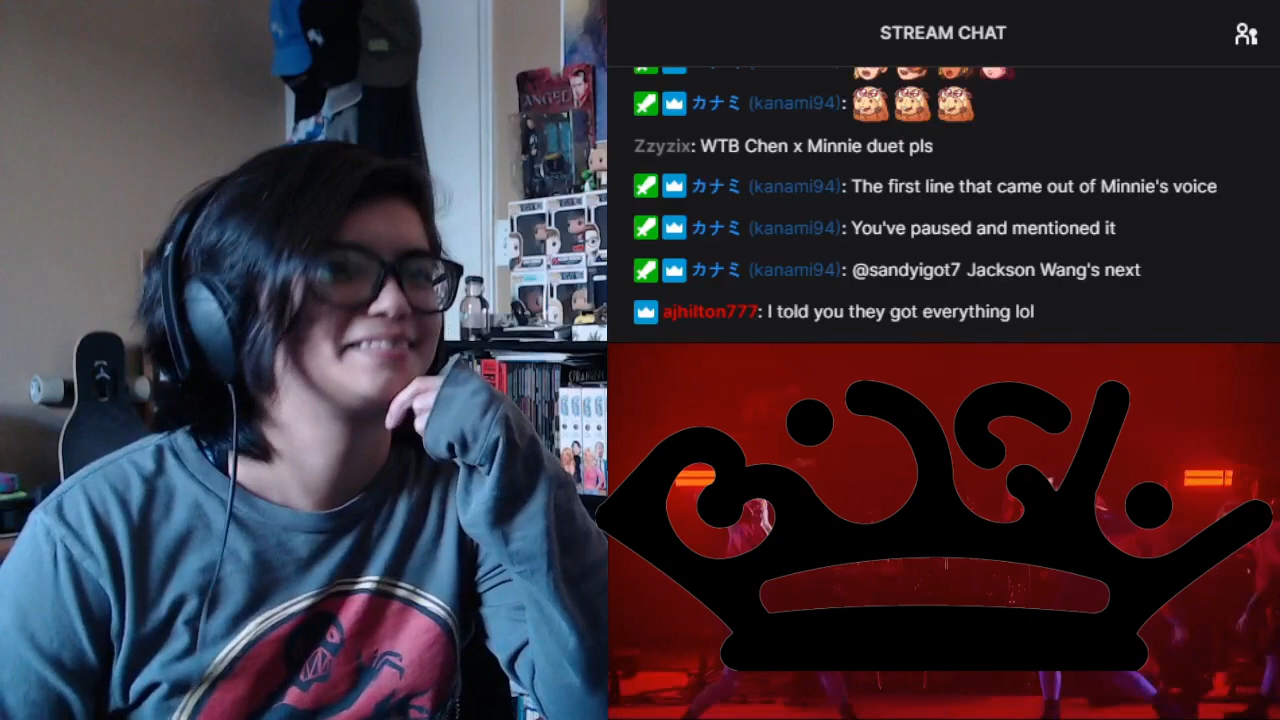 STREAM CHAT
カナミ (kanami94):
Zzyzix: WTB Chen x Minnie duet pls
カナミ (kanami94): The first line that came out of Minnie's voice
カナミ (kanami94): You've paused and mentioned it
カナミ (kanami94): @sandyigot7 Jackson Wang's next
ajhilton777: I told you they got everything lol
ANGEL